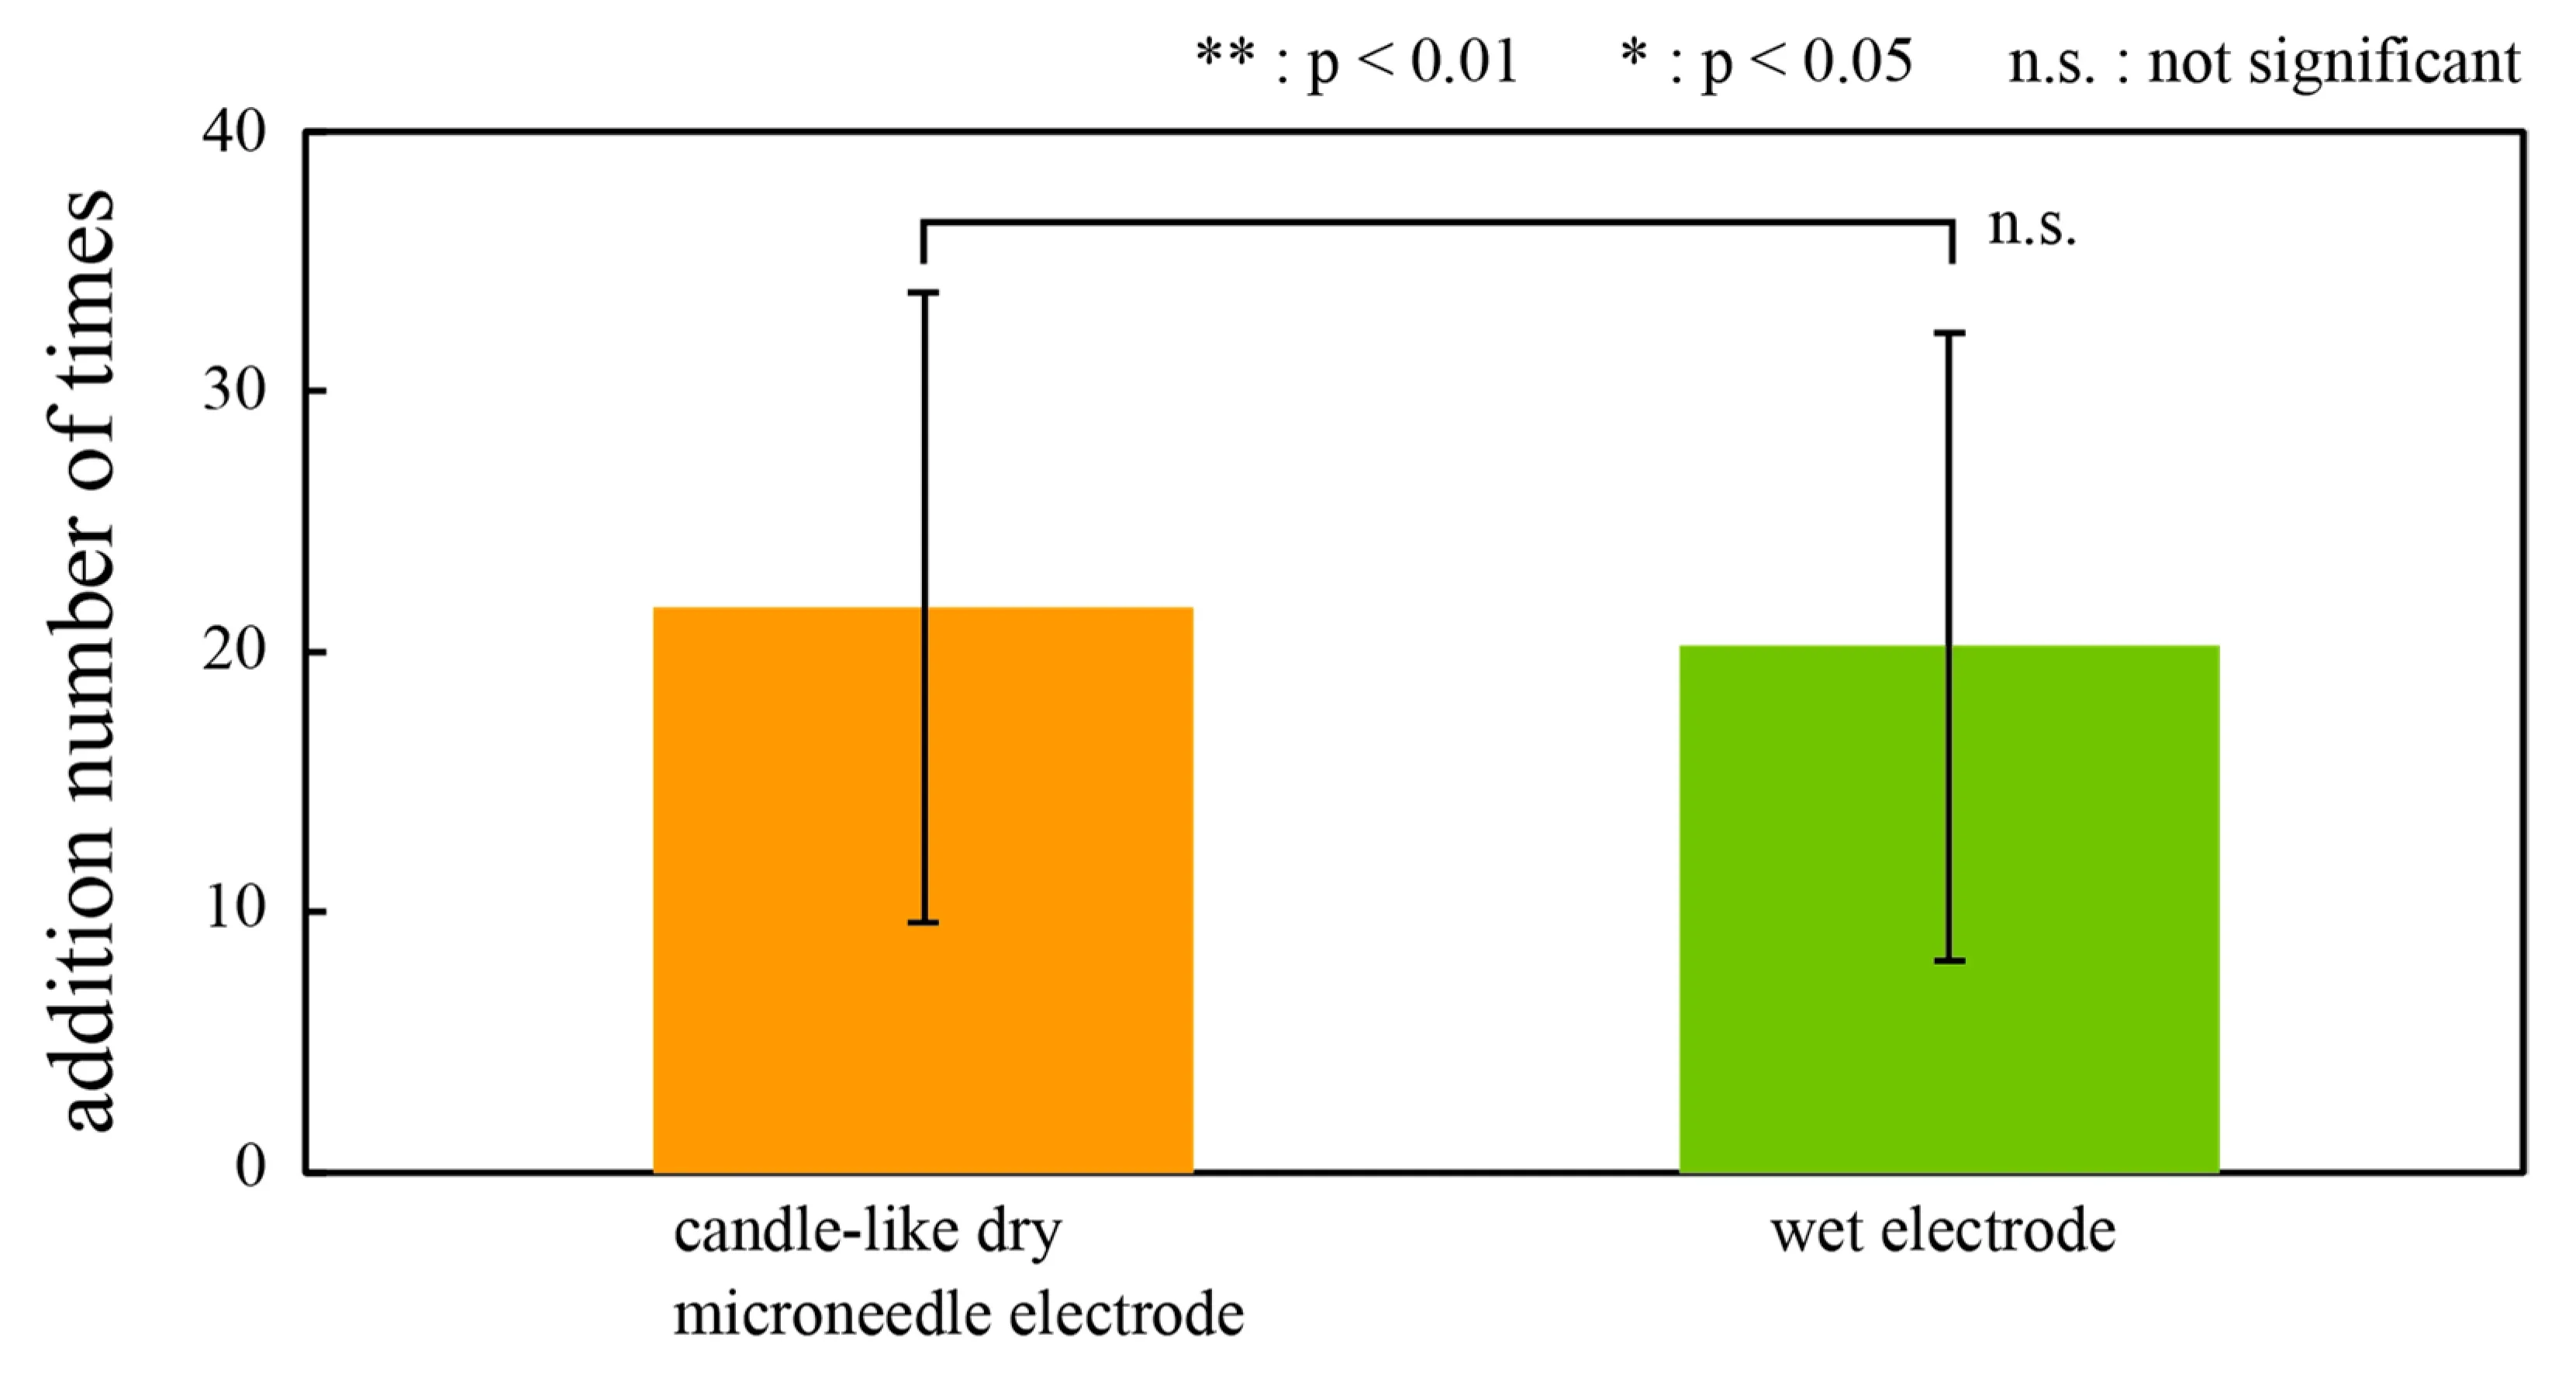 ** : p < 0.01 * : p < 0.05 n.s. : not significant
40
n.s.
30
20
10
0
addition number of times
candle-like dry
microneedle electrode
wet electrode